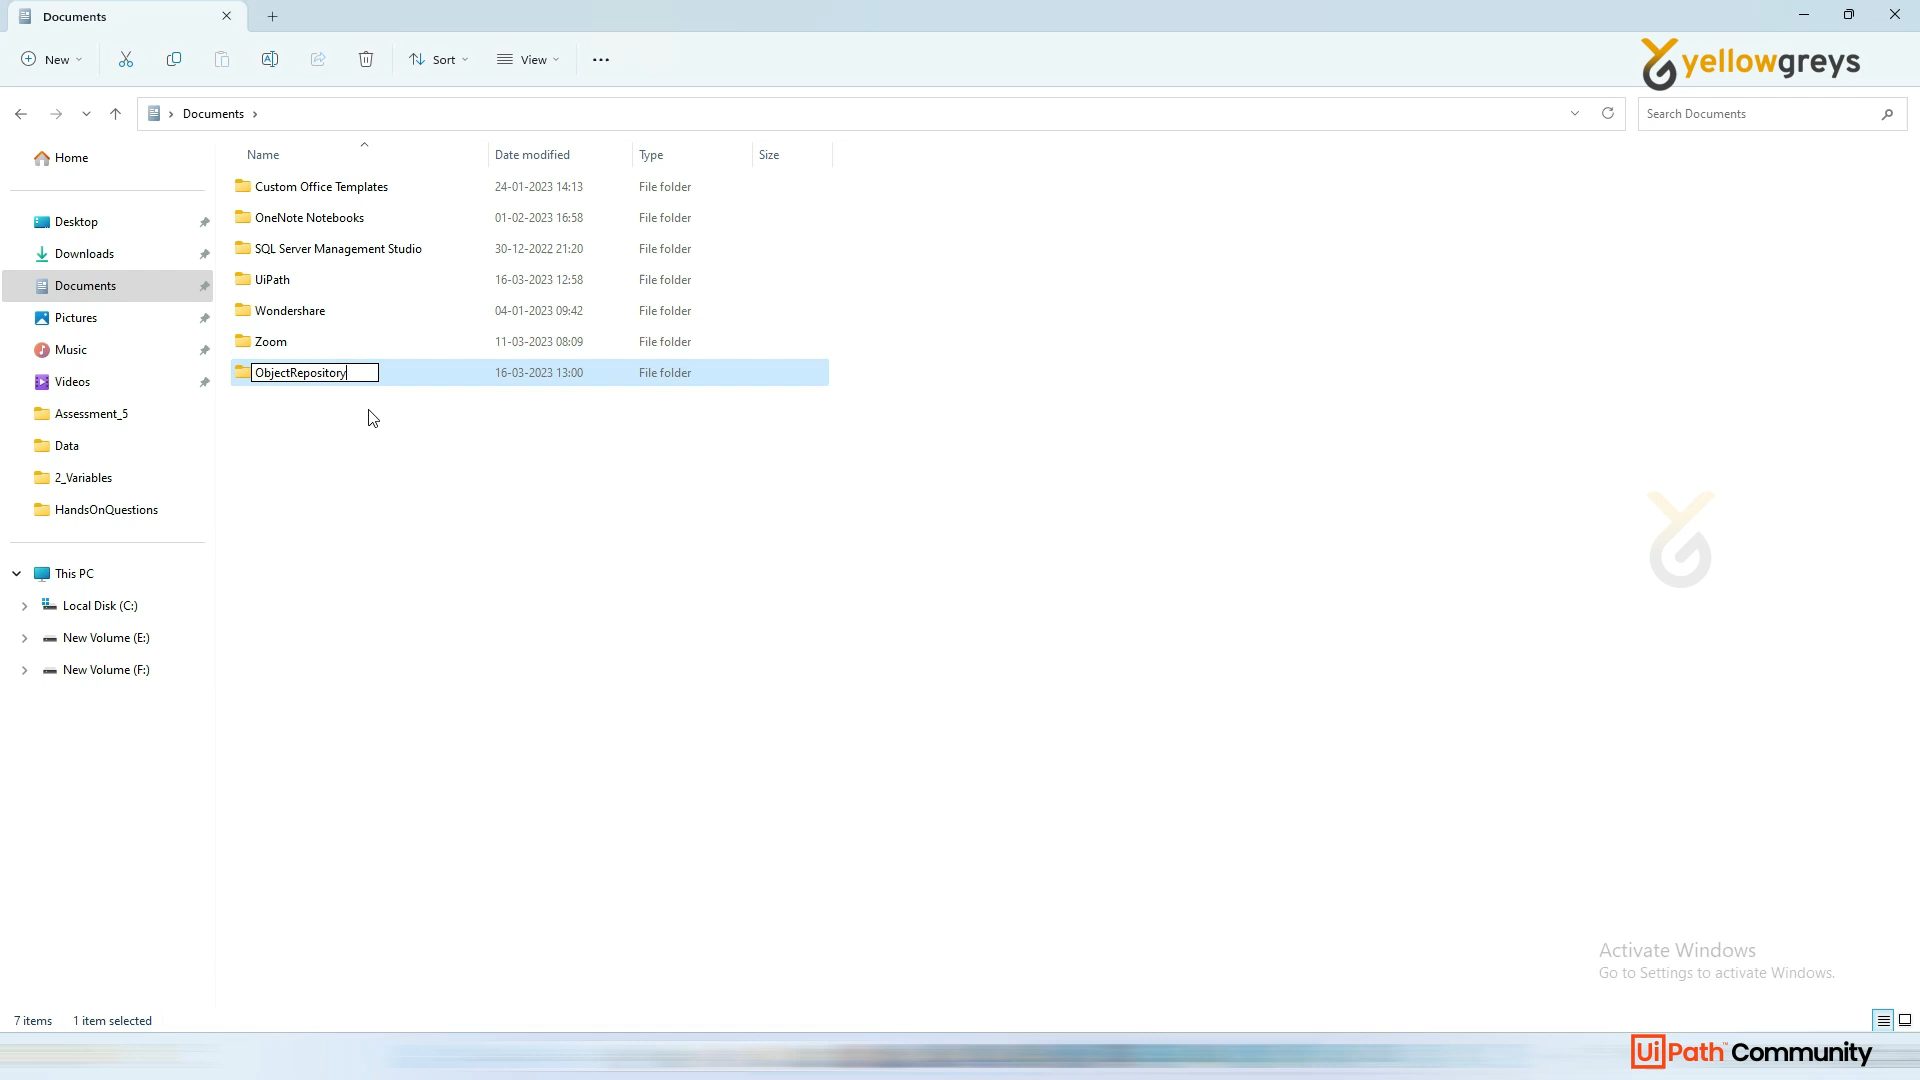 Documents
New
Sort
View
yellowgreys
Documents
Search Documents
Home
Name
Date modified
Type
Size
Custom Office Templates
24-01-2023 14:13
File folder
Desktop
OneNote Notebooks
01-02-2023 16:58
File folder
Downloads
SQL Server Management Studio
30-12-2022 21:20
File folder
Documents
UiPath
16-03-2023 12:58
File folder
Pictures
Wondershare
04-01-2023 09:42
File folder
Music
Zoom
11-03-2023 08:09
File folder
Videos
ObjectRepository
16-03-2023 13:00
File folder
Assessment_5
Data
2_Variables
HandsOnQuestions
This PC
Local Disk (C:)
New Volume (E:)
New Volume (F:)
Activate Windows
Go to Settings to activate Windows.
7 items
1 item selected
UiPath™ Community